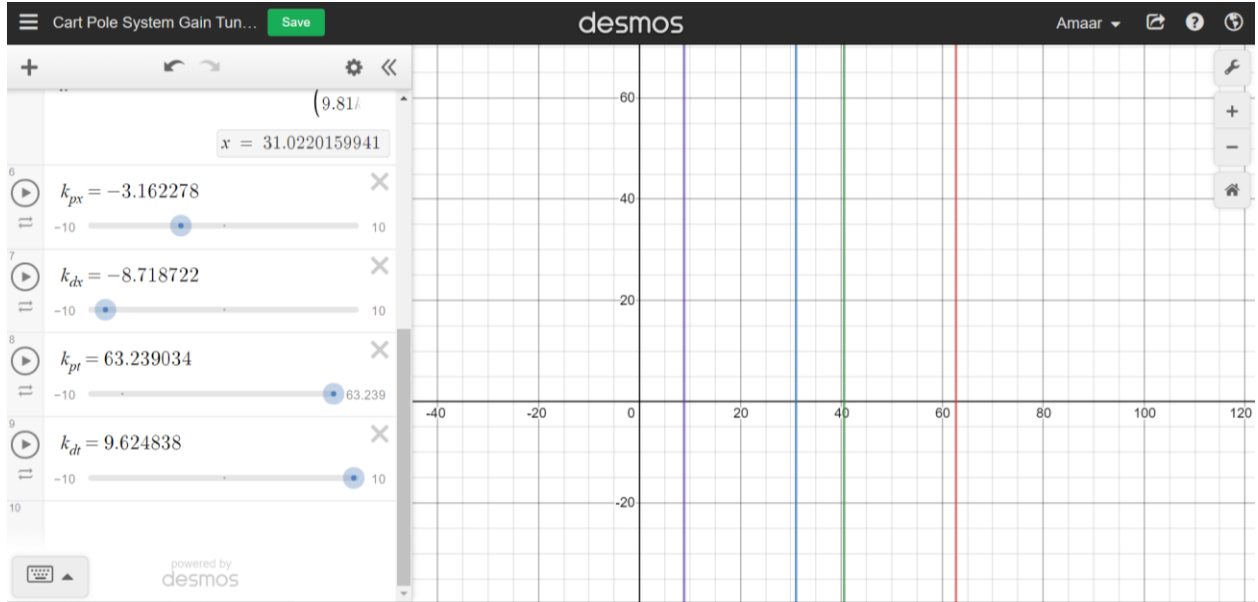 Cart Pole System Gain Tun... Save desmos Amaar
(9.81
x = 31.0220159941
6
k_px = −3.162278
-10 10
7
k_dx = −8.718722
-10 10
8
k_pt = 63.239034
-10 63.239
9
k_dt = 9.624838
-10 10
10
powered by
desmos
60
40
20
-40 -20 0 20 40 60 80 100 120
-20